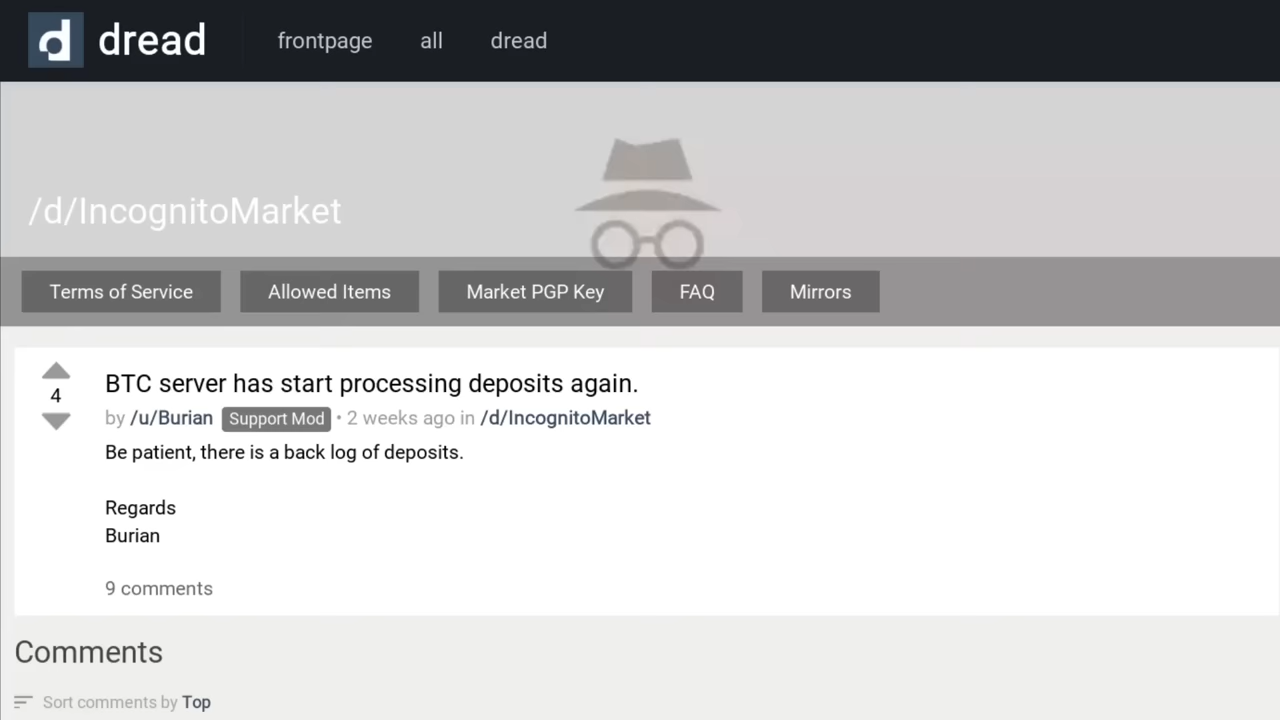 d dread frontpage all dread
/d/IncognitoMarket
Terms of Service Allowed Items Market PGP Key FAQ Mirrors
BTC server has start processing deposits again.
4
by /u/Burian Support Mod • 2 weeks ago in /d/IncognitoMarket
Be patient, there is a back log of deposits.
Regards
Burian
9 comments
Comments
Sort comments by Top